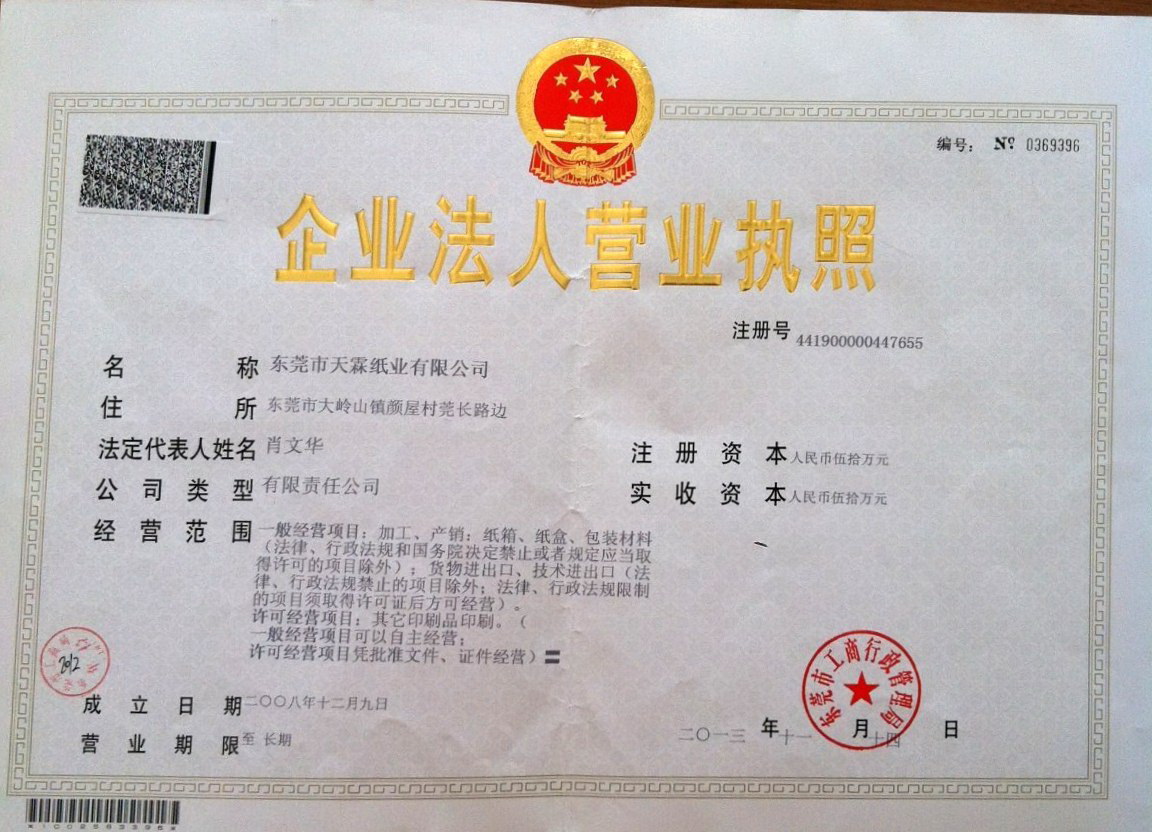 编号： Nº 0369396
企业法人营业执照
注册号 441900000447655
名称 东莞市天霖纸业有限公司
住所 东莞市大岭山镇颜屋村莞长路边
法定代表人姓名 肖文华
注册资本 人民币伍拾万元
公司类型 有限责任公司
实收资本 人民币伍拾万元
经营范围 一般经营项目：加工、产销：纸箱、纸盒、包装材料
（法律、行政法规和国务院决定禁止或者规定应当取
得许可的项目除外）；货物进出口、技术进出口（法
律、行政法规禁止的项目除外；法律、行政法规限制
的项目须取得许可证后方可经营）。
许可经营项目：其它印刷品印刷。（
一般经营项目可以自主经营；
许可经营项目凭批准文件、证件经营）〓
东莞市工商行政管理局
2012
成立日期 二〇〇八年十二月九日
营业期限 至 长期
二〇一三 年 十一 月 十四 日